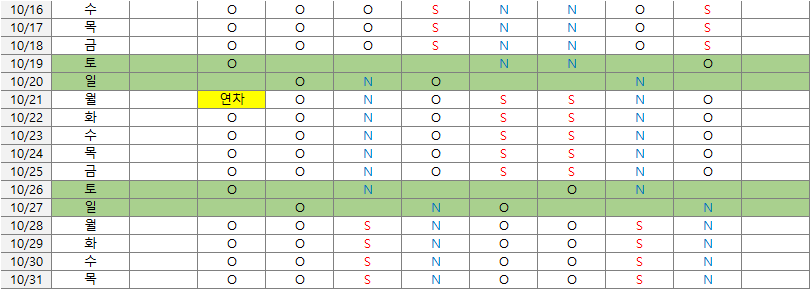 10/16 수 O O O S N N O S
10/17 목 O O O S N N O S
10/18 금 O O O S N N O S
10/19 토 O N N O
10/20 일 O N O N
10/21 월 연차 O N O S S N O
10/22 화 O O N O S S N O
10/23 수 O O N O S S N O
10/24 목 O O N O S S N O
10/25 금 O O N O S S N O
10/26 토 O N O N
10/27 일 O N O N
10/28 월 O O S N O O S N
10/29 화 O O S N O O S N
10/30 수 O O S N O O S N
10/31 목 O O S N O O S N